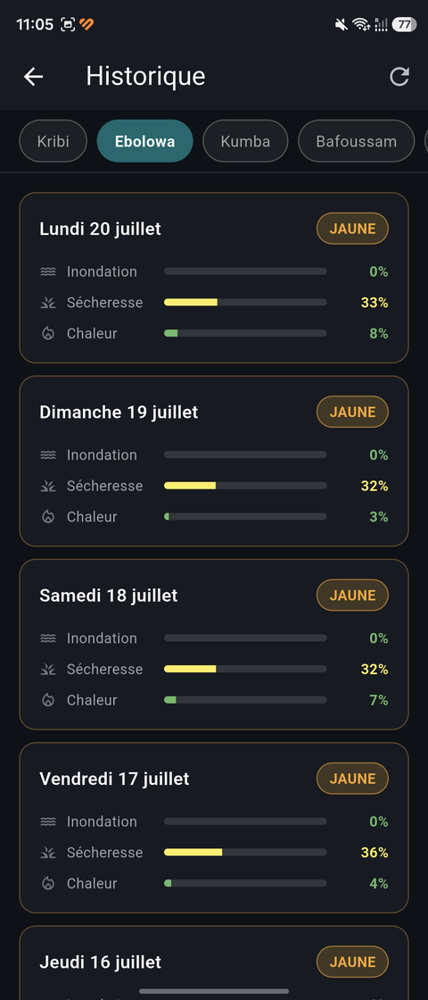 11:05
77
Historique
Kribi Ebolowa Kumba Bafoussam
Lundi 20 juillet JAUNE
Inondation 0%
Sécheresse 33%
Chaleur 8%
Dimanche 19 juillet JAUNE
Inondation 0%
Sécheresse 32%
Chaleur 3%
Samedi 18 juillet JAUNE
Inondation 0%
Sécheresse 32%
Chaleur 7%
Vendredi 17 juillet JAUNE
Inondation 0%
Sécheresse 36%
Chaleur 4%
Jeudi 16 juillet JAUNE